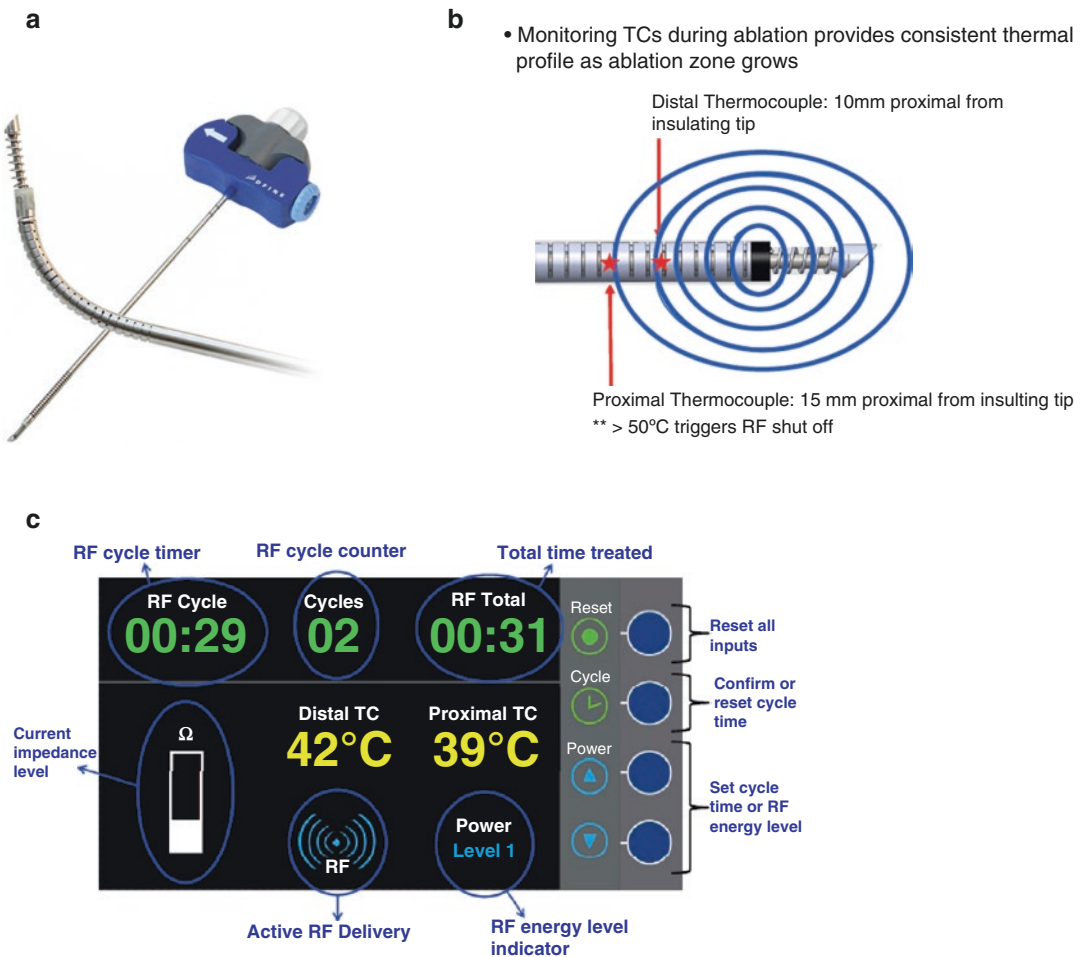 a
DFINE
b
• Monitoring TCs during ablation provides consistent thermal
profile as ablation zone grows
Distal Thermocouple: 10mm proximal from
insulating tip
Proximal Thermocouple: 15 mm proximal from insulting tip
** > 50ºC triggers RF shut off
c
RF cycle timer
RF cycle counter
Total time treated
RF Cycle
00:29
Cycles
02
RF Total
00:31
Reset
Reset all
inputs
Cycle
Confirm or
reset cycle
time
Current
impedance
level
Ω
Distal TC
42°C
Proximal TC
39°C
Power
Set cycle
time or RF
energy level
RF
Power
Level 1
Active RF Delivery
RF energy level
indicator